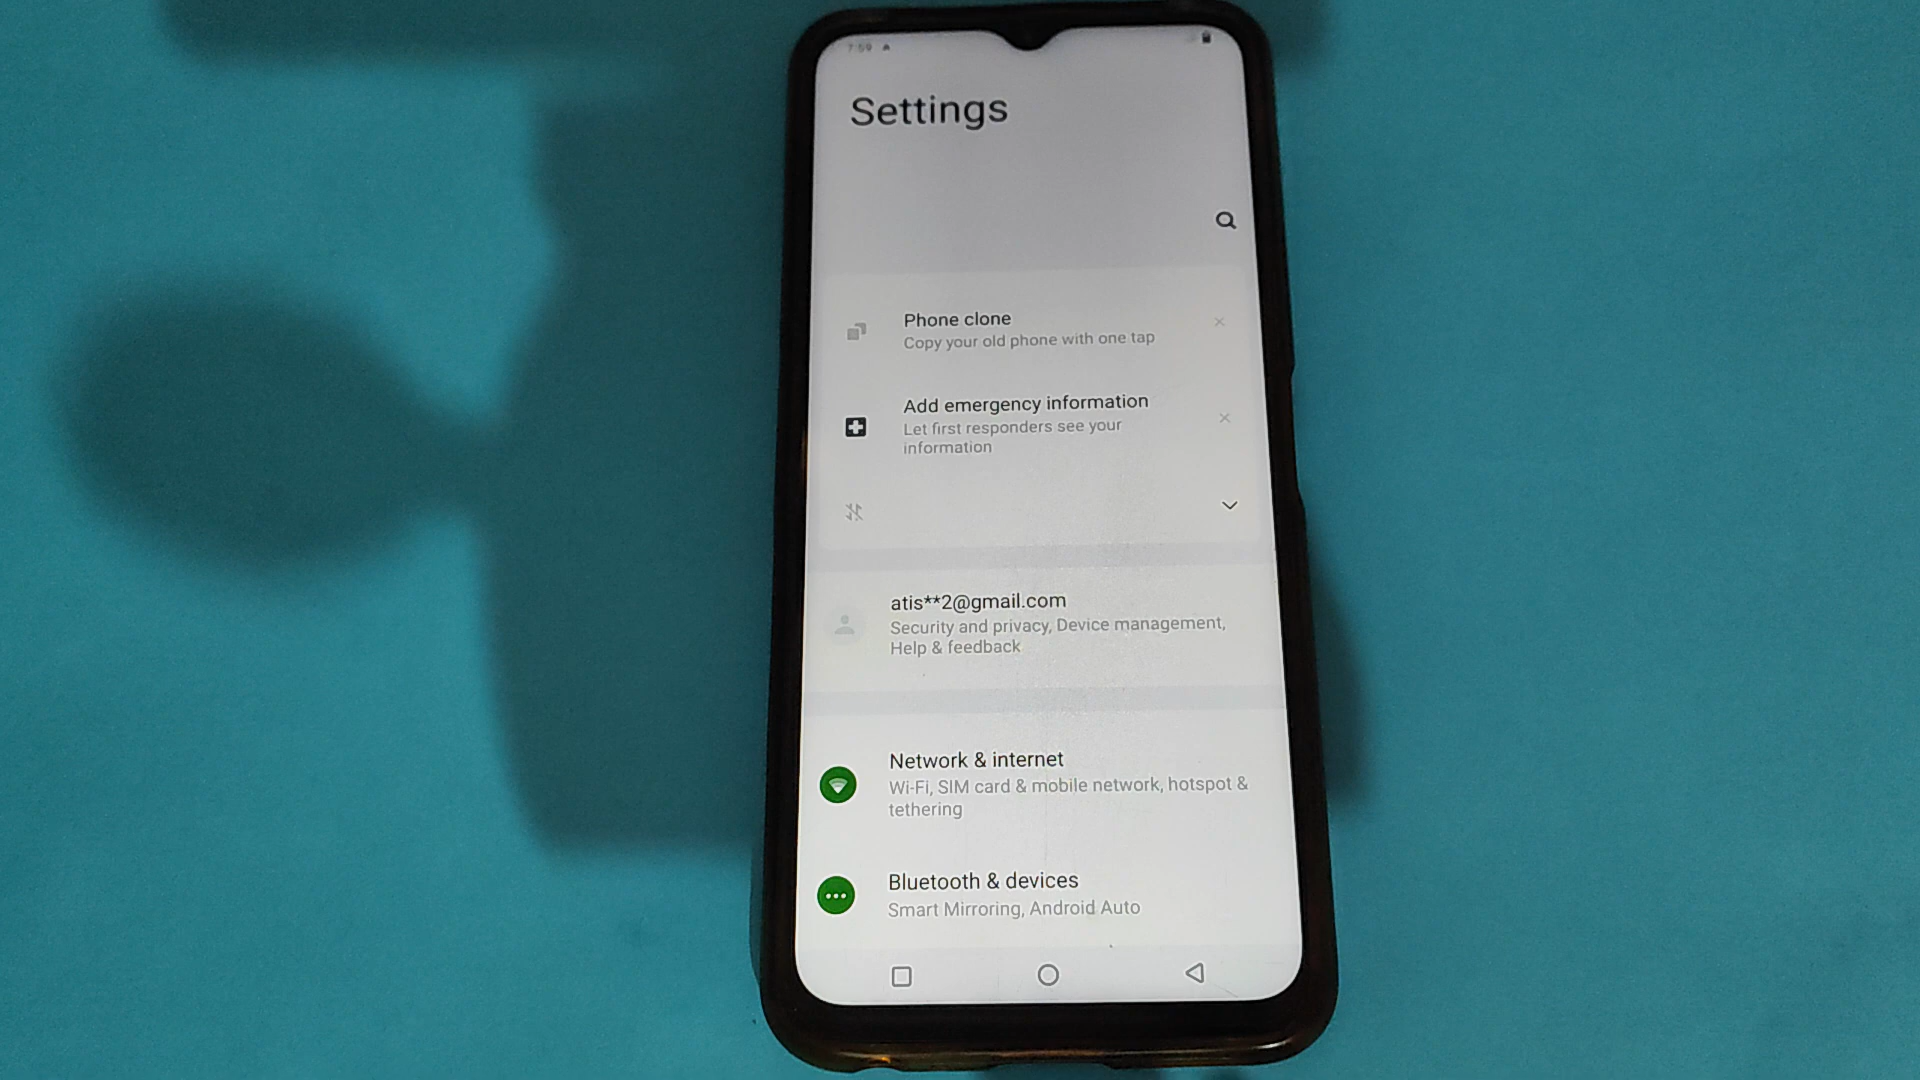 7:59
Settings
Phone clone
Copy your old phone with one tap
Add emergency information
Let first responders see your
information
atis**2@gmail.com
Security and privacy, Device management,
Help & feedback
Network & internet
Wi-Fi, SIM card & mobile network, hotspot &
tethering
Bluetooth & devices
Smart Mirroring, Android Auto